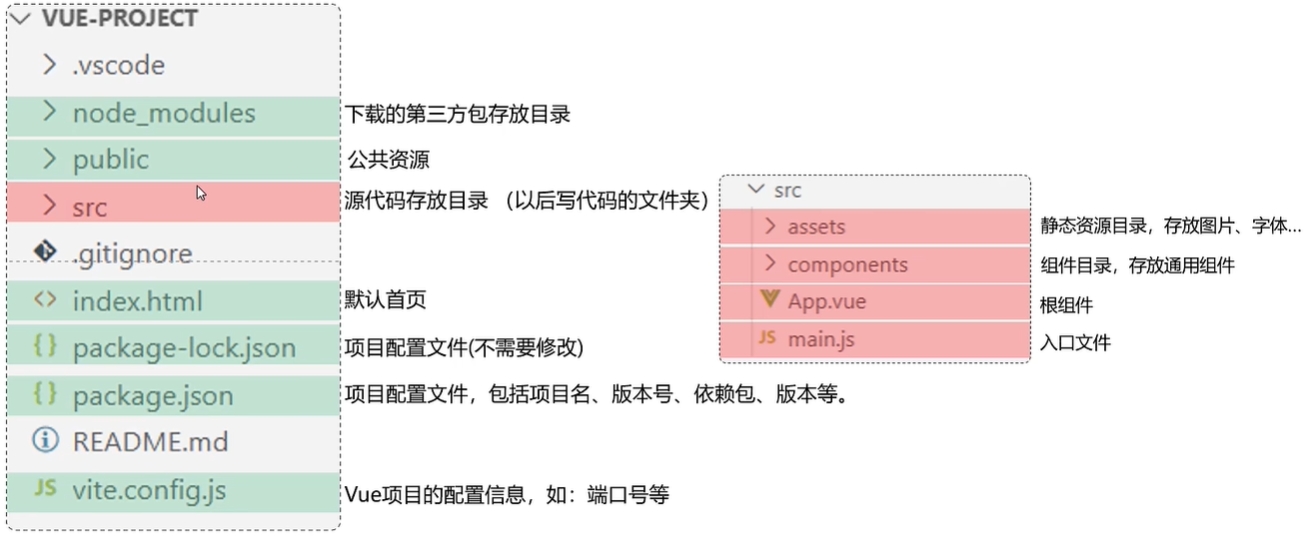 VUE-PROJECT
.vscode
node_modules 下载的第三方包存放目录
public 公共资源
src 源代码存放目录 （以后写代码的文件夹）
.gitignore
index.html 默认首页
package-lock.json 项目配置文件(不需要修改)
package.json 项目配置文件，包括项目名、版本号、依赖包、版本等。
README.md
JS vite.config.js Vue项目的配置信息，如：端口号等
src
assets 静态资源目录，存放图片、字体...
components 组件目录，存放通用组件
App.vue 根组件
JS main.js 入口文件